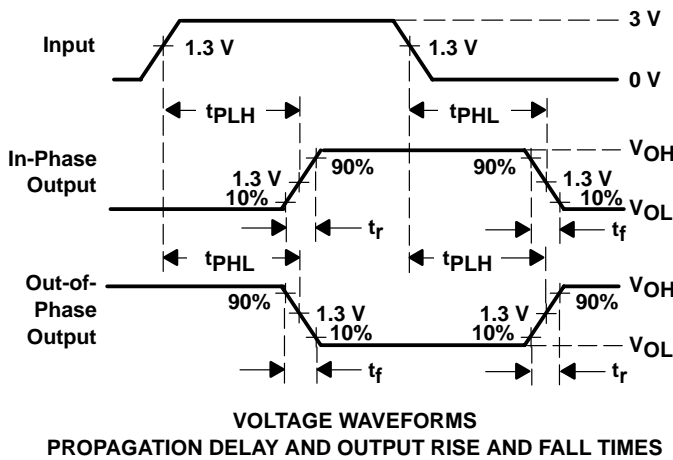 3 V
Input
1.3 V
1.3 V
0 V
tPLH
tPHL
In-Phase
Output
VOH
90%
90%
1.3 V
1.3 V
10%
10%
VOL
tr
tf
tPHL
tPLH
Out-of-
Phase
Output
VOH
90%
90%
1.3 V
1.3 V
10%
10%
VOL
tf
tr
VOLTAGE WAVEFORMS
PROPAGATION DELAY AND OUTPUT RISE AND FALL TIMES